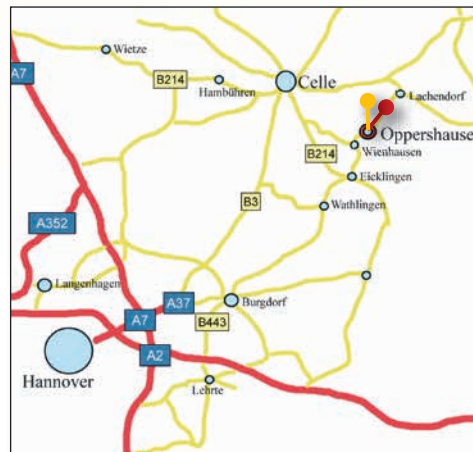 Wietze
A7
B214
Celle
Hambühren
Lachendorf
Oppershause
B214
Wienhausen
Eicklingen
B3
Wathlingen
A352
Langenhagen
A37
Burgdorf
A7
B443
Hannover
A2
Lehrte